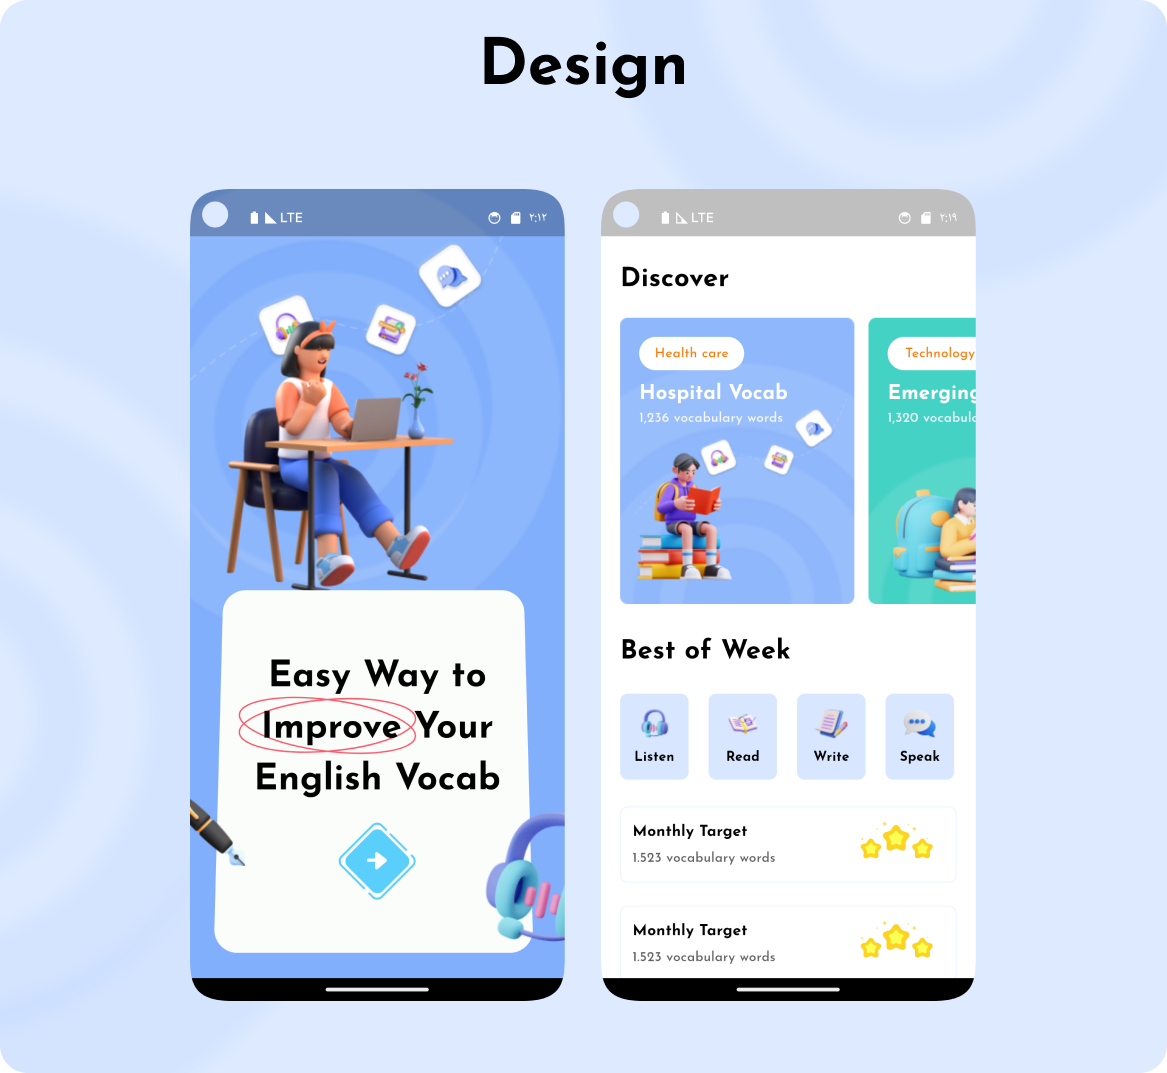 Design
LTE ۲:۱۲
Easy Way to
Improve Your
English Vocab
LTE ۲:۱۹
Discover
Health care
Hospital Vocab
1,236 vocabulary words
Technology
Emerging
1,320 vocabula
Best of Week
Listen Read Write Speak
Monthly Target
1.523 vocabulary words
Monthly Target
1.523 vocabulary words